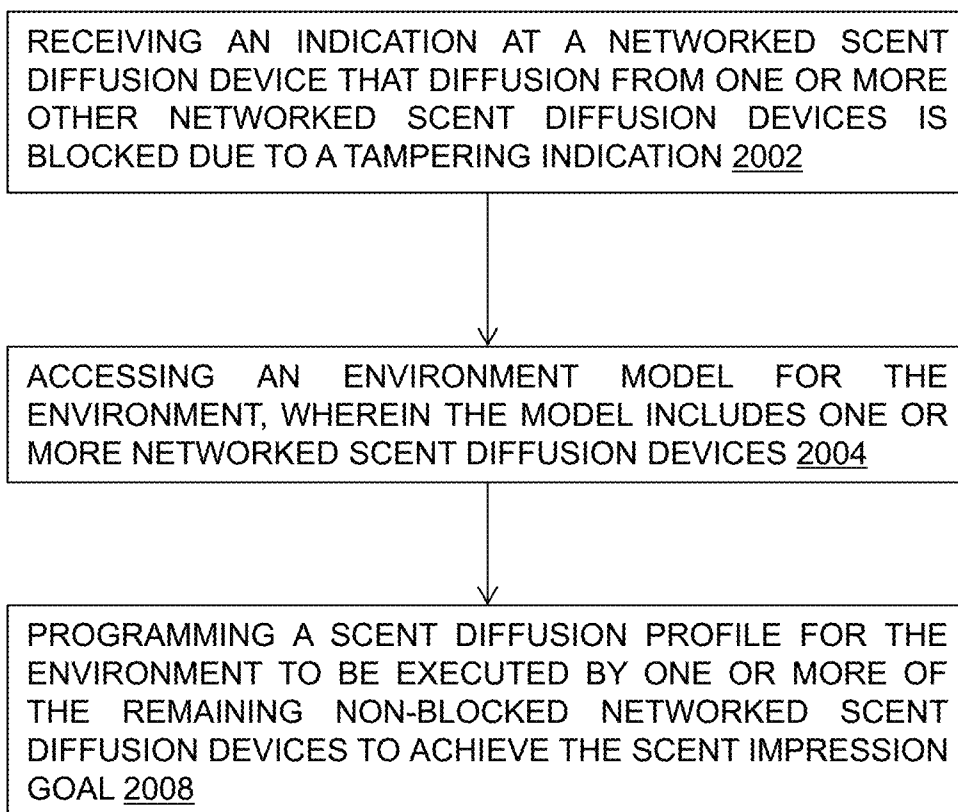 RECEIVING AN INDICATION AT A NETWORKED SCENT
DIFFUSION DEVICE THAT DIFFUSION FROM ONE OR MORE
OTHER NETWORKED SCENT DIFFUSION DEVICES IS
BLOCKED DUE TO A TAMPERING INDICATION 2002
ACCESSING AN ENVIRONMENT MODEL FOR THE
ENVIRONMENT, WHEREIN THE MODEL INCLUDES ONE OR
MORE NETWORKED SCENT DIFFUSION DEVICES 2004
PROGRAMMING A SCENT DIFFUSION PROFILE FOR THE
ENVIRONMENT TO BE EXECUTED BY ONE OR MORE OF
THE REMAINING NON-BLOCKED NETWORKED SCENT
DIFFUSION DEVICES TO ACHIEVE THE SCENT IMPRESSION
GOAL 2008